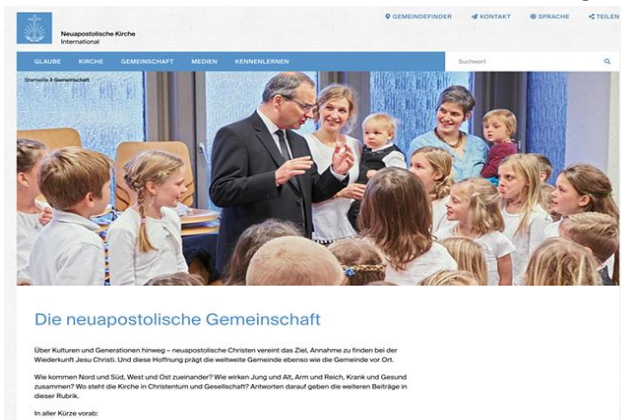 GEMEINDEFINDER KONTAKT SPRACHE TEILEN
Neuapostolische Kirche
International
GLAUBE KIRCHE GEMEINSCHAFT MEDIEN KENNENLERNEN Suchwort
Startseite > Gemeinschaft
Die neuapostolische Gemeinschaft
Über Kulturen und Generationen hinweg – neuapostolische Christen vereint das Ziel, Annahme zu finden bei der
Wiederkunft Jesu Christi. Und diese Hoffnung prägt die weltweite Gemeinde ebenso wie die Gemeinde vor Ort.
Wie kommen Nord und Süd, West und Ost zueinander? Wie wirken Jung und Alt, Arm und Reich, Krank und Gesund
zusammen? Wo steht die Kirche in Christentum und Gesellschaft? Antworten darauf geben die weiteren Beiträge in
dieser Rubrik.
In aller Kürze vorab: